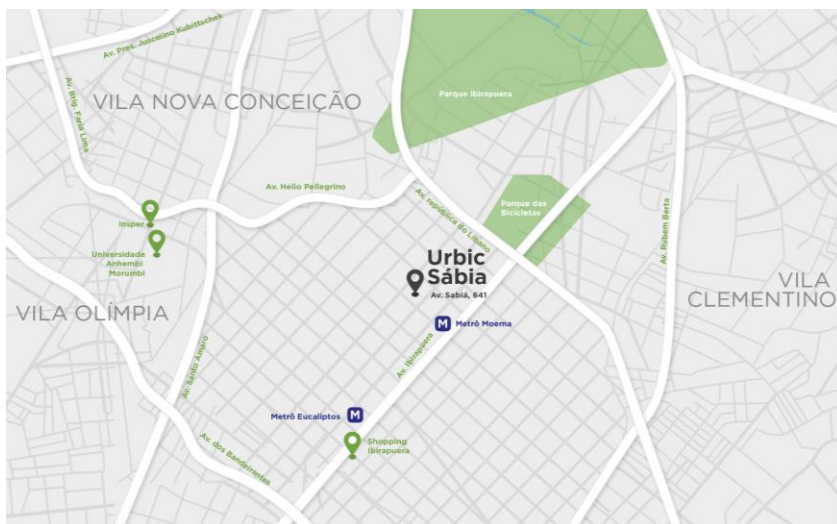 Av. Pres. Juscelino Kubittschek
Av. Brig. Faria Lima
VILA NOVA CONCEIÇÃO
Parque ibirapuera
Av. Helio Pellegrino
Insper
Universidade
Anhembi
Morumbi
Av. república do Líbano
Parque das
Bicicletas
Av. Rubem Berta
Urbic
Sábia
Av. Sabiá, 641
VILA
CLEMENTINO
VILA OLÍMPIA
M Metrô Moema
Av. Ibirapuera
Av. Santo Amaro
Metrô Eucaliptos M
Av. dos Bandeirantes
Shopping
Ibirapuera